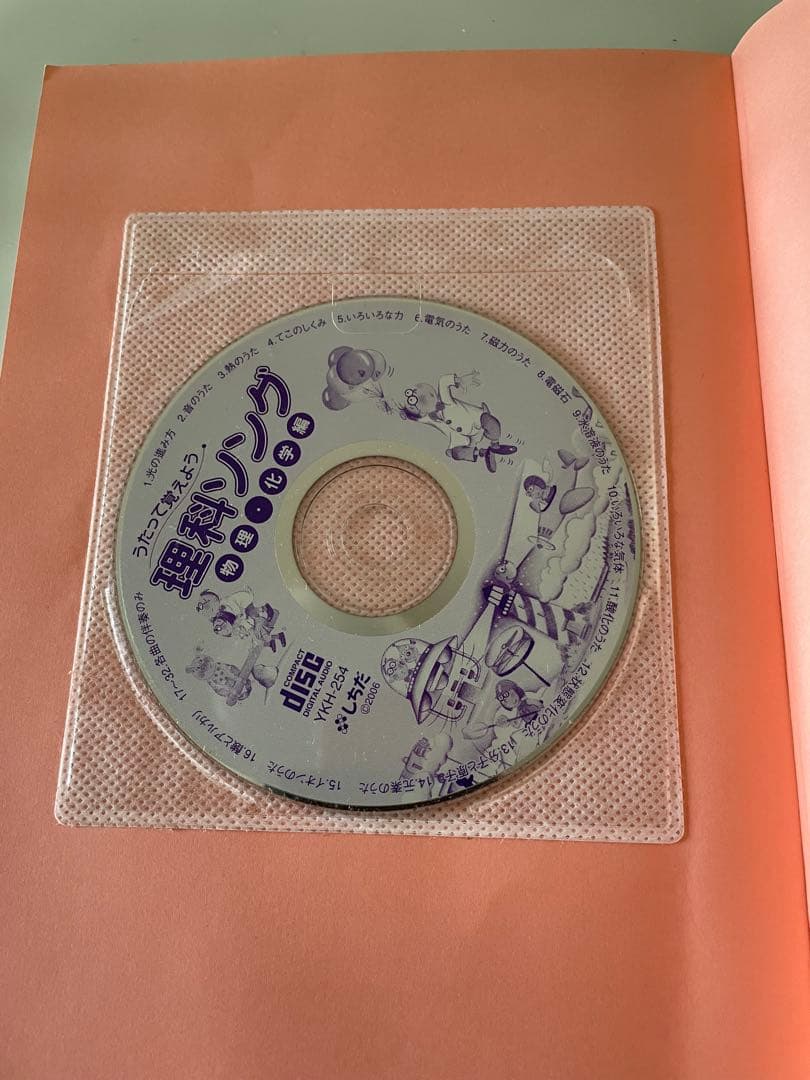 うたって覚えよう
理科ソング
物理・化学編
1.光の進み方
2.音のうた
3.熱のうた
4.てこのしくみ
5.いろいろな力
6.電気のうた
7.磁力のうた
8.電磁石
9.水溶液のうた
10.いろいろな気体
11.酸化のうた
12.状態変化のうた
13.分子と原子
14.元素のうた
15.イオンのうた
16.酸とアルカリ
17~32.各曲の伴奏のみ
COMPACT
disc
DIGITAL AUDIO
YKH-254
しちだ
©2006